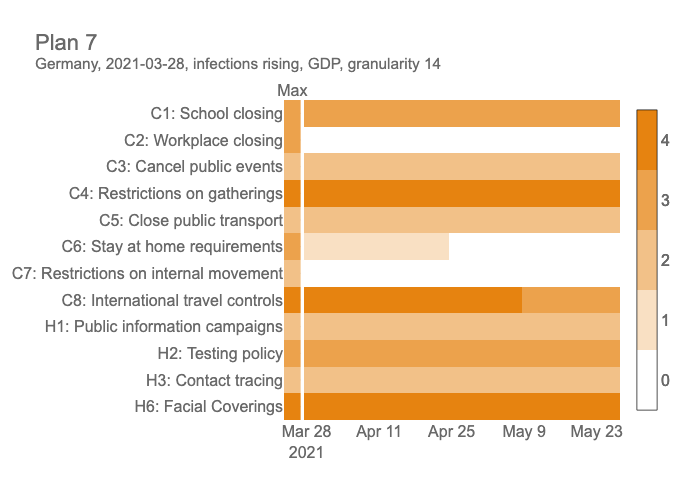 Plan 7
Germany, 2021-03-28, infections rising, GDP, granularity 14
Max
C1: School closing
C2: Workplace closing
C3: Cancel public events
C4: Restrictions on gatherings
C5: Close public transport
C6: Stay at home requirements
C7: Restrictions on internal movement
C8: International travel controls
H1: Public information campaigns
H2: Testing policy
H3: Contact tracing
H6: Facial Coverings
Mar 28 Apr 11 Apr 25 May 9 May 23
2021
4
3
2
1
0